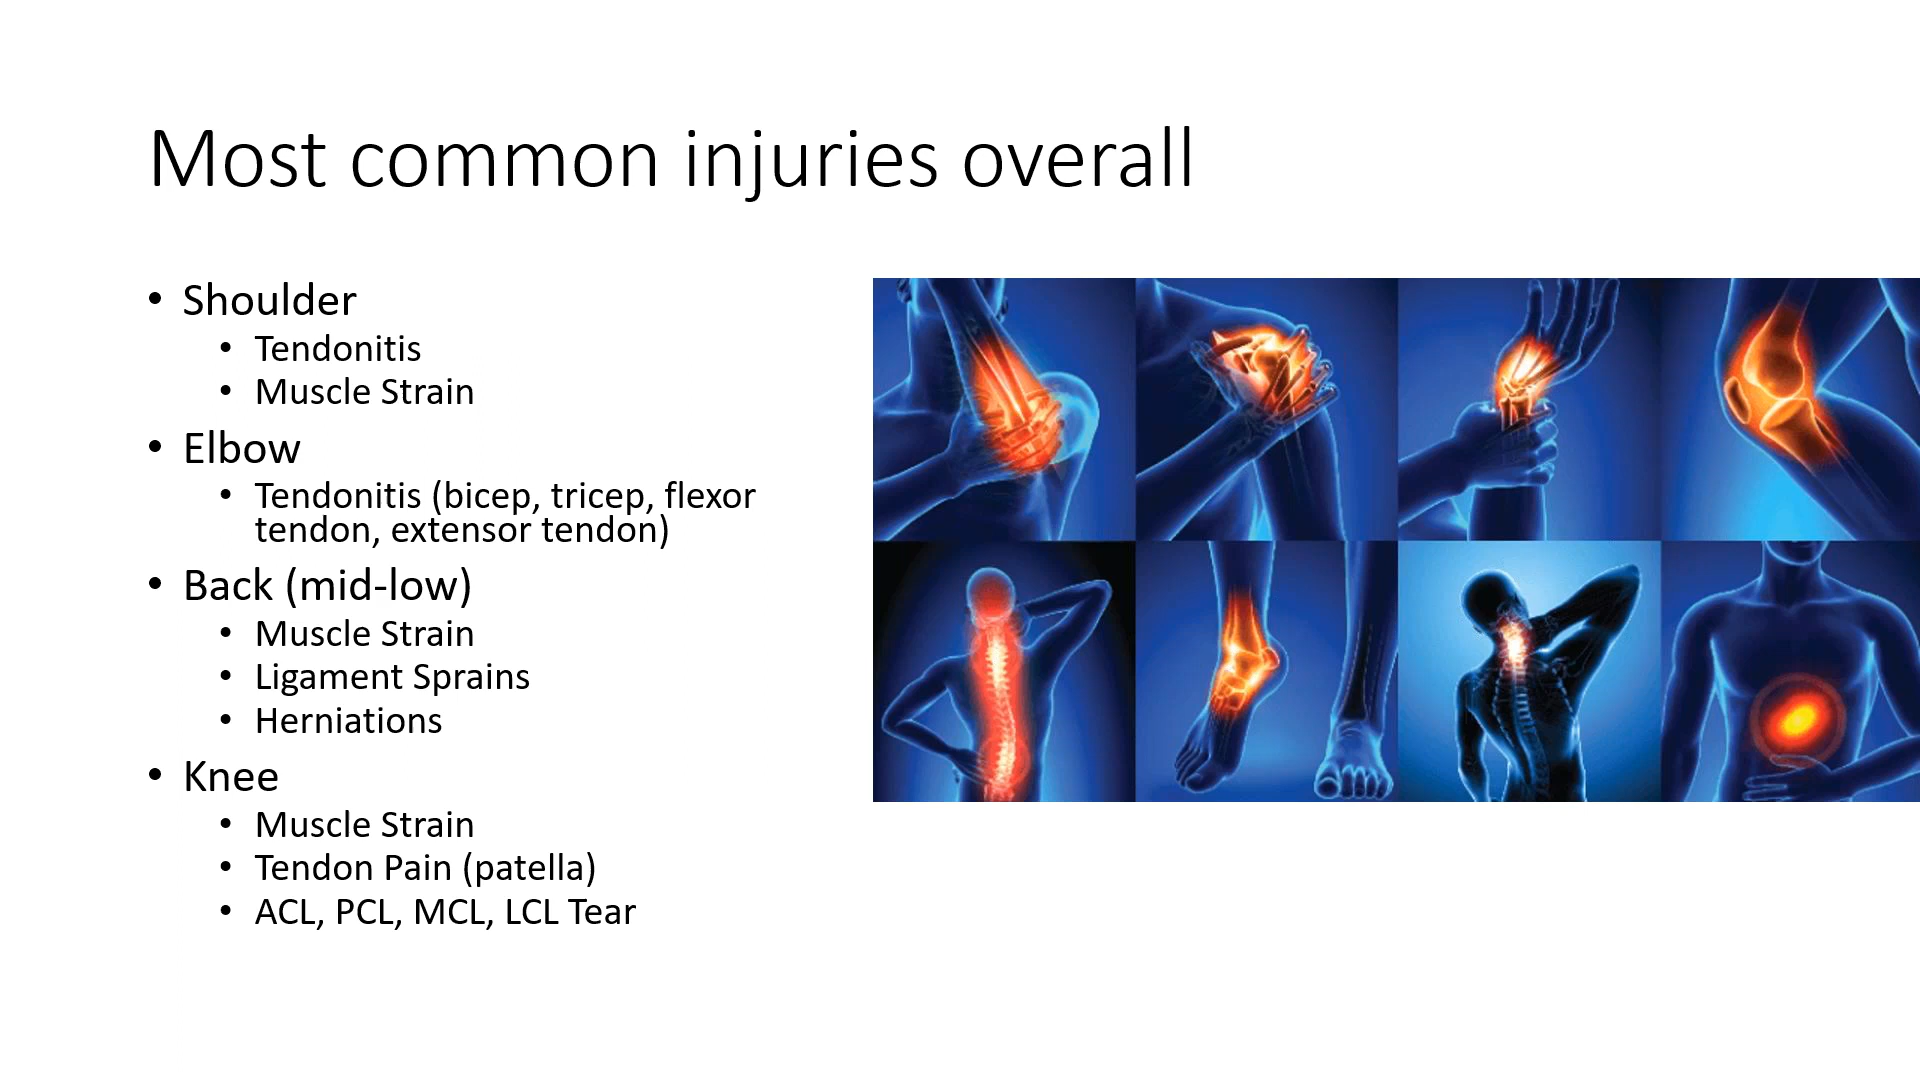 Most common injuries overall
• Shoulder
• Tendonitis
• Muscle Strain
• Elbow
• Tendonitis (bicep, tricep, flexor
tendon, extensor tendon)
• Back (mid-low)
• Muscle Strain
• Ligament Sprains
• Herniations
• Knee
• Muscle Strain
• Tendon Pain (patella)
• ACL, PCL, MCL, LCL Tear